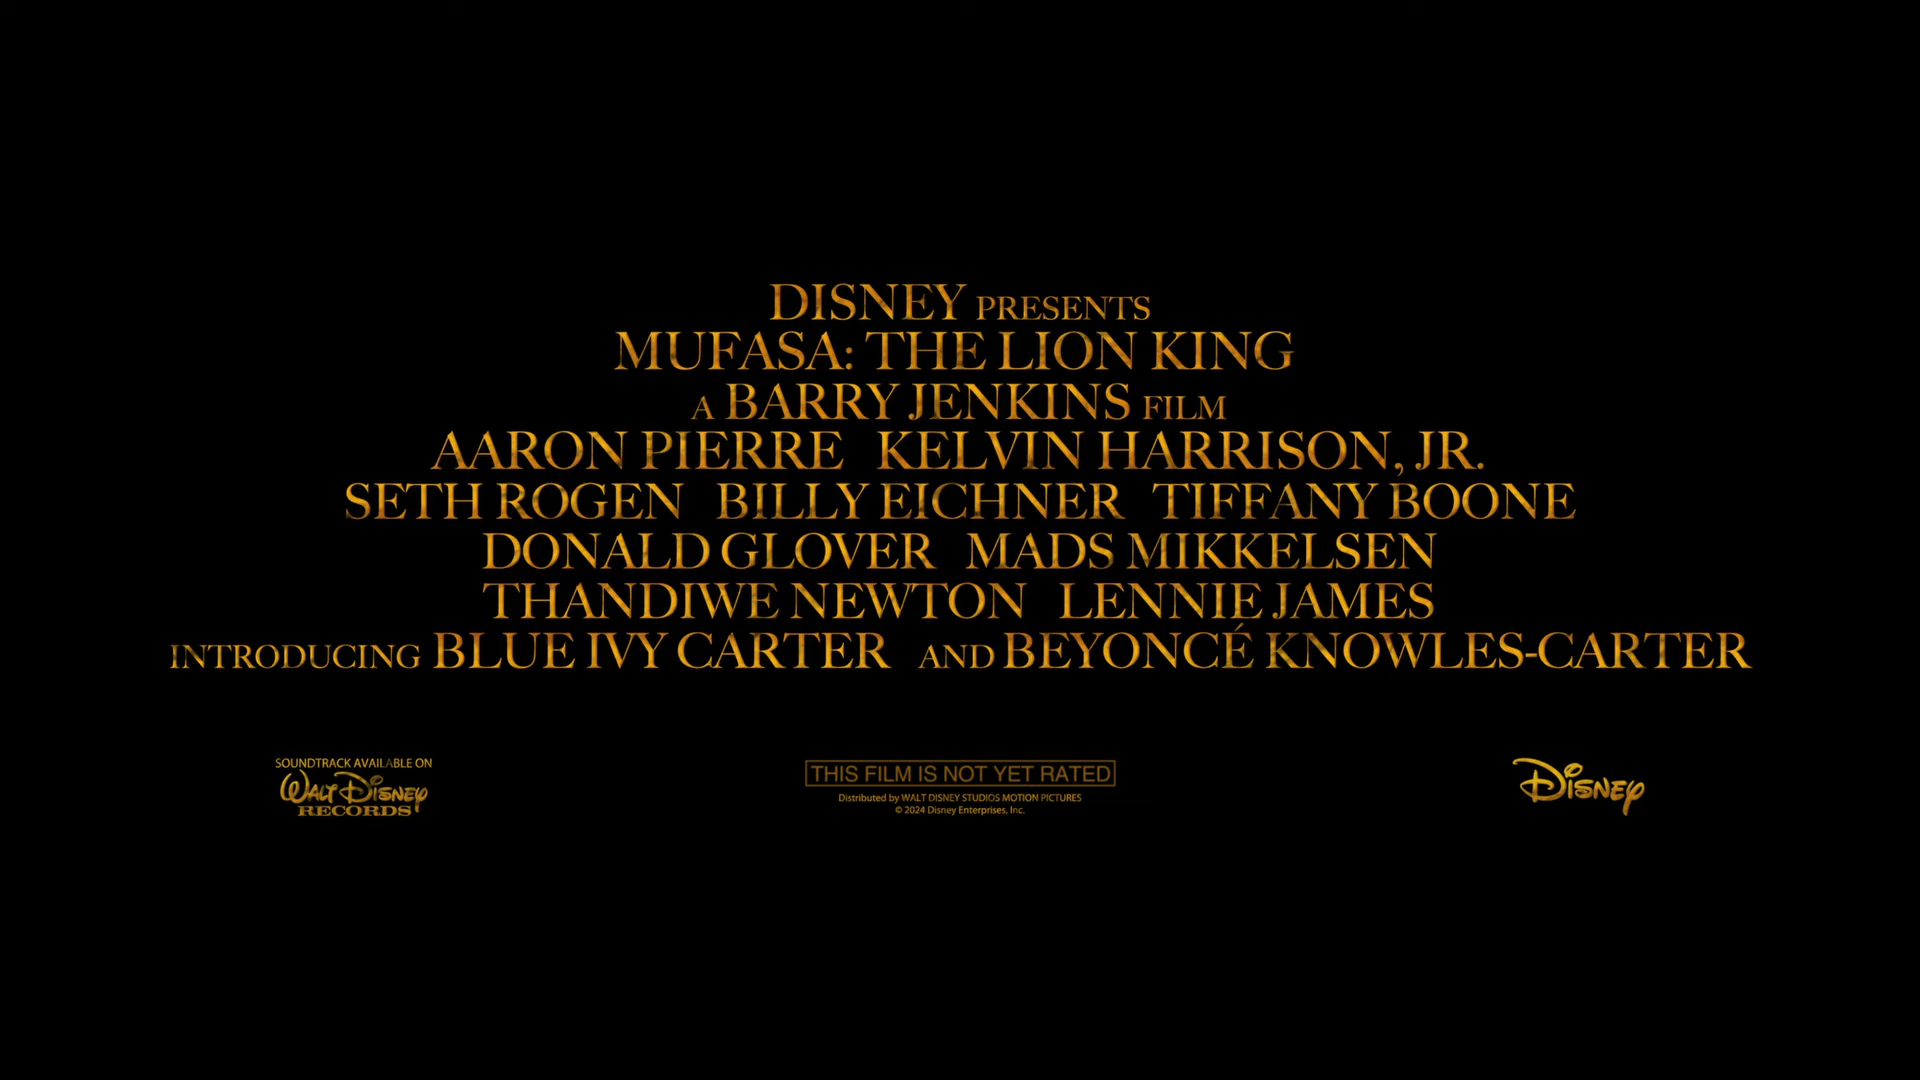 DISNEY PRESENTS
MUFASA: THE LION KING
A BARRY JENKINS FILM
AARON PIERRE KELVIN HARRISON, JR.
SETH ROGEN BILLY EICHNER TIFFANY BOONE
DONALD GLOVER MADS MIKKELSEN
THANDIWE NEWTON LENNIE JAMES
INTRODUCING BLUE IVY CARTER AND BEYONCÉ KNOWLES-CARTER
SOUNDTRACK AVAILABLE ON
WALT DISNEY
RECORDS
THIS FILM IS NOT YET RATED
Distributed by WALT DISNEY STUDIOS MOTION PICTURES
© 2024 Disney Enterprises, Inc.
DISNEY